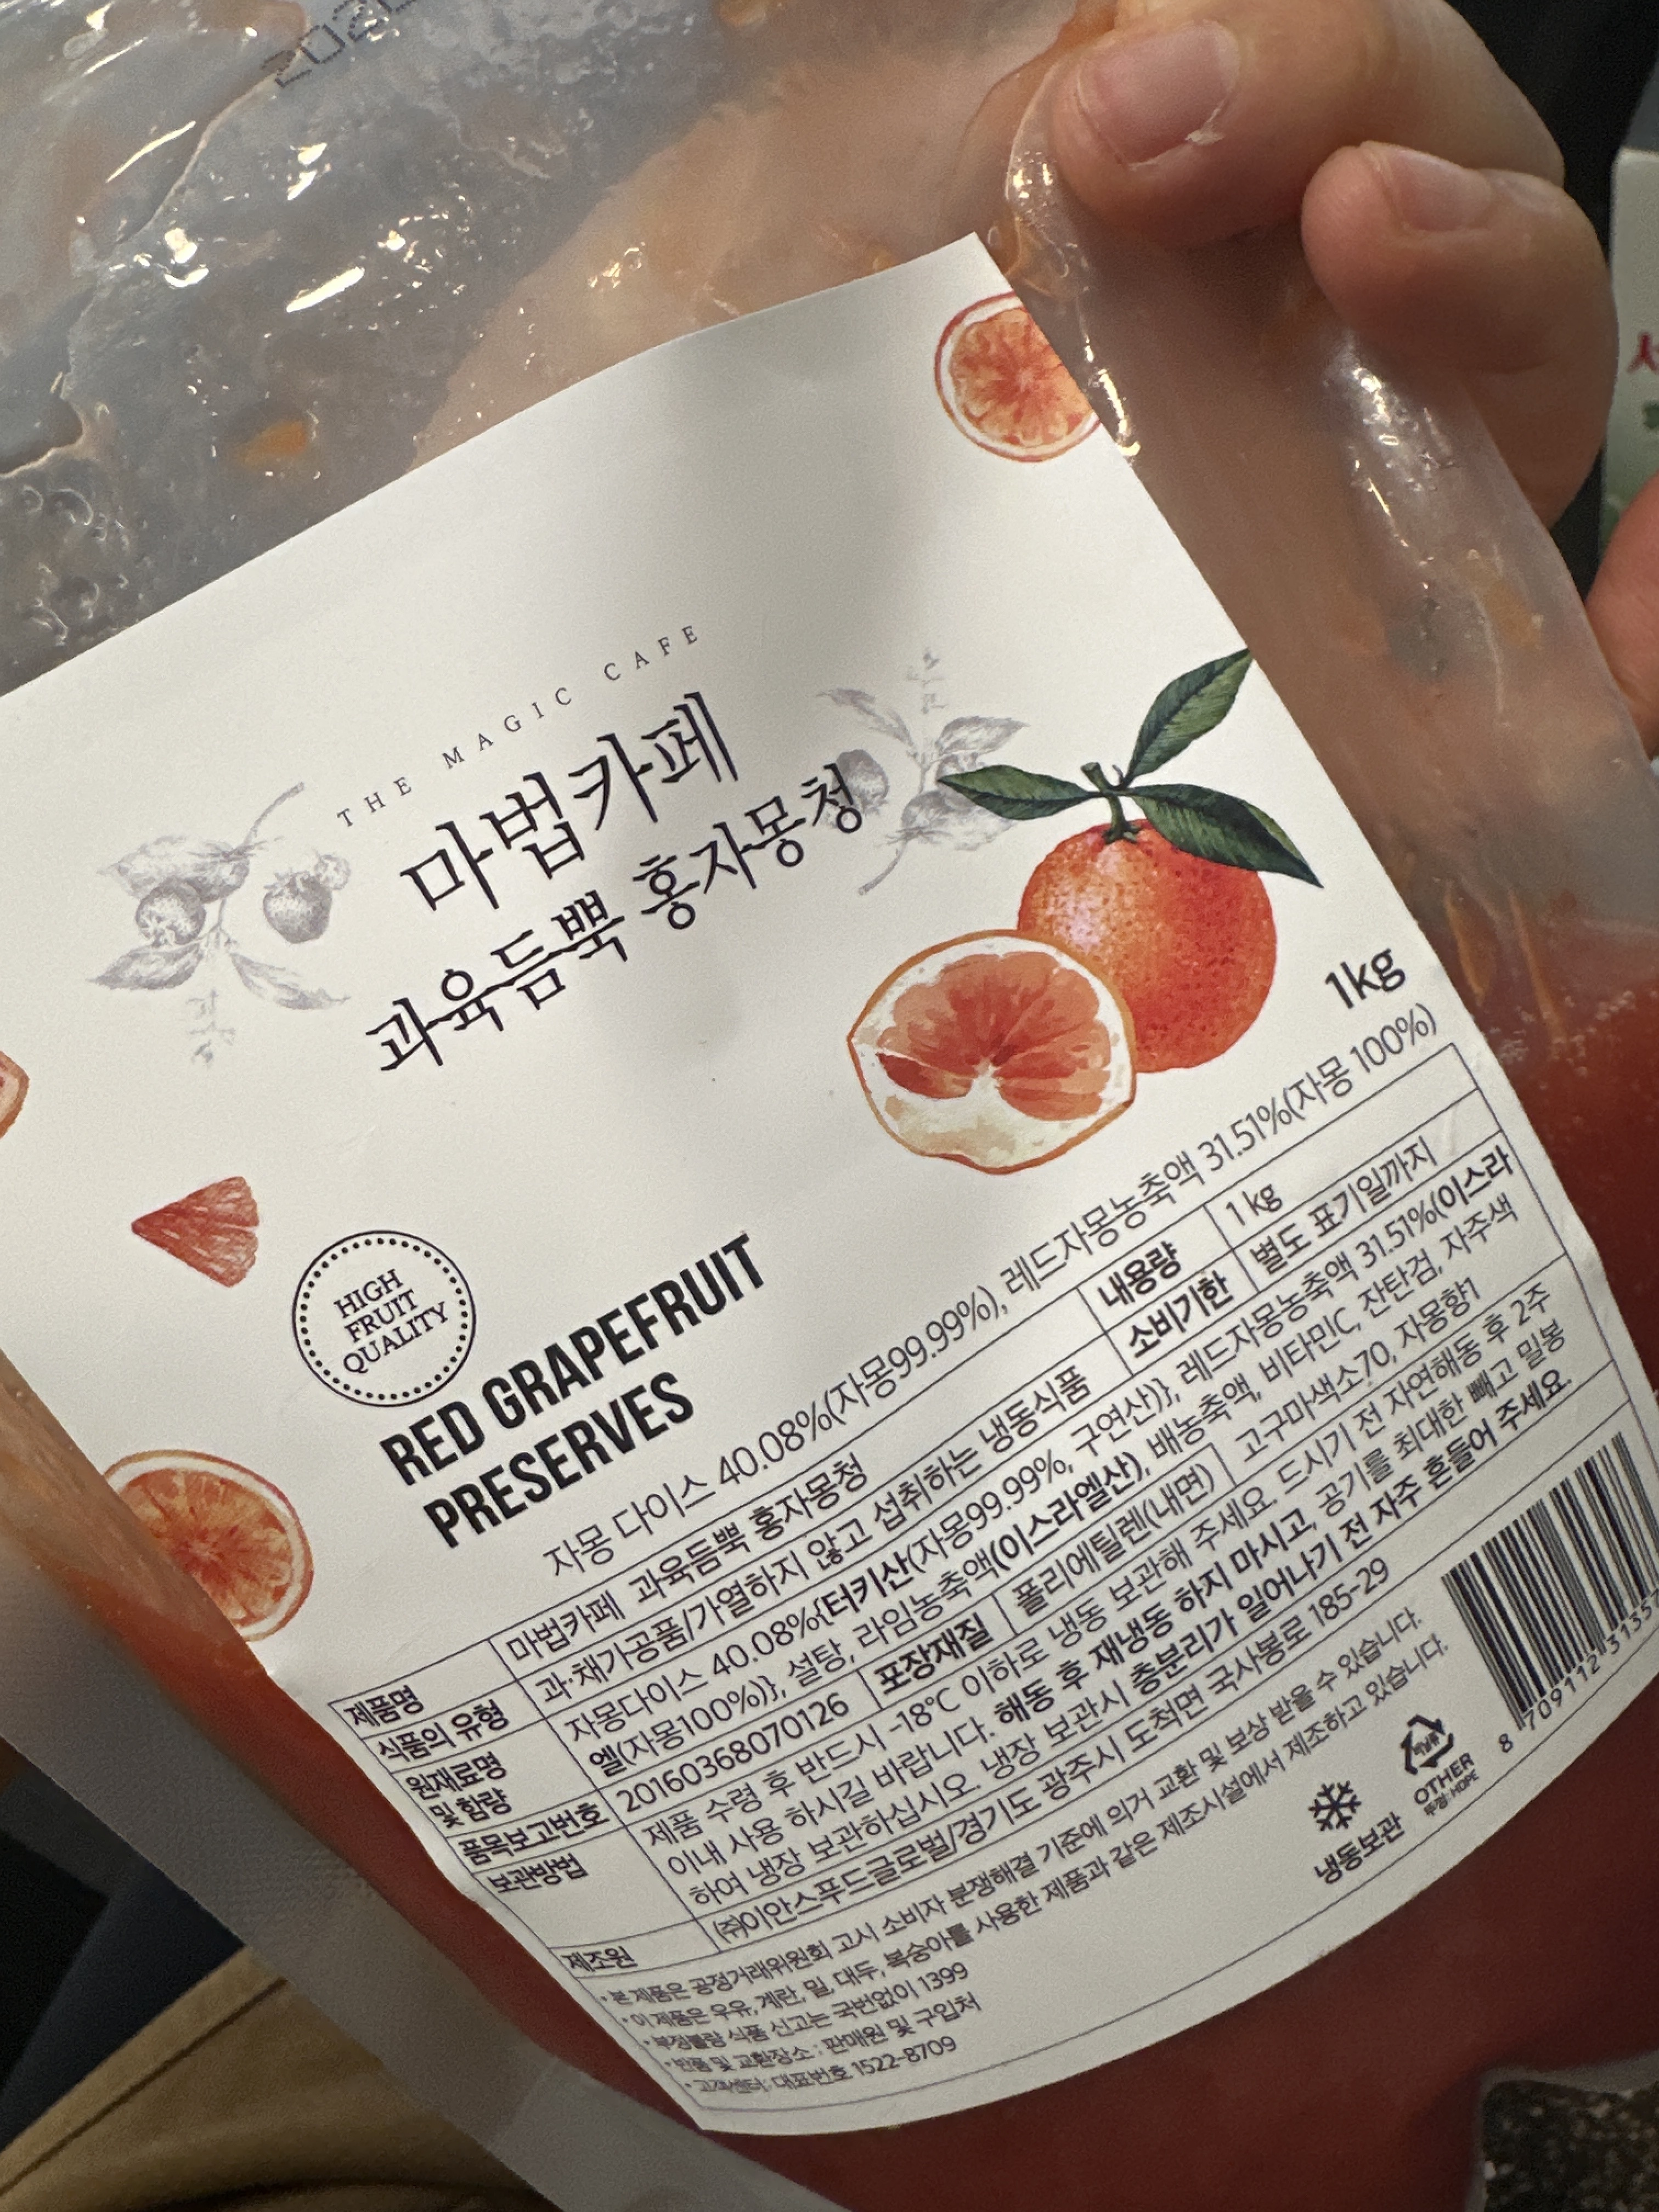 THE MAGIC CAFE
마법카페
과육듬뿍 홍자몽청
1kg
HIGH
FRUIT
QUALITY
RED GRAPEFRUIT
PRESERVES
자몽 다이스 40.08%(자몽99.99%), 레드자몽농축액 31.51%(자몽 100%)
제품명 마법카페 과육듬뿍 홍자몽청 내용량 1 kg
식품의 유형 과·채가공품/가열하지 않고 섭취하는 냉동식품 소비기한 별도 표기일까지
원재료명 및 함량 자몽다이스 40.08%{터키산(자몽99.99%, 구연산)}, 레드자몽농축액 31.51%(이스라
엘(자몽100%)}, 설탕, 라임농축액(이스라엘산), 배농축액, 비타민C, 잔탄검, 자주색
고구마색소70, 자몽향1
품목보고번호 20160368070126 포장재질 폴리에틸렌(내면)
보관방법 제품 수령 후 반드시 -18℃ 이하로 냉동 보관해 주세요. 드시기 전 자연해동 후 2주
이내 사용 하시길 바랍니다. 해동 후 재냉동 하지 마시고, 공기를 최대한 빼고 밀봉
하여 냉장 보관하십시오. 냉장 보관시 층분리가 일어나기 전 자주 흔들어 주세요.
제조원 ㈜이안스푸드글로벌/경기도 광주시 도척면 국사봉로 185-29
• 본 제품은 공정거래위원회 고시 소비자 분쟁해결 기준에 의거 교환 및 보상 받을 수 있습니다.
• 이 제품은 우유, 계란, 밀, 대두, 복숭아를 사용한 제품과 같은 제조시설에서 제조하고 있습니다.
• 부정불량 식품 신고는 국번없이 1399
• 반품 및 교환장소 : 판매원 및 구입처
• 고객센터: 대표번호 1522-8709
냉동보관
비닐류
OTHER
뚜껑:HDPE